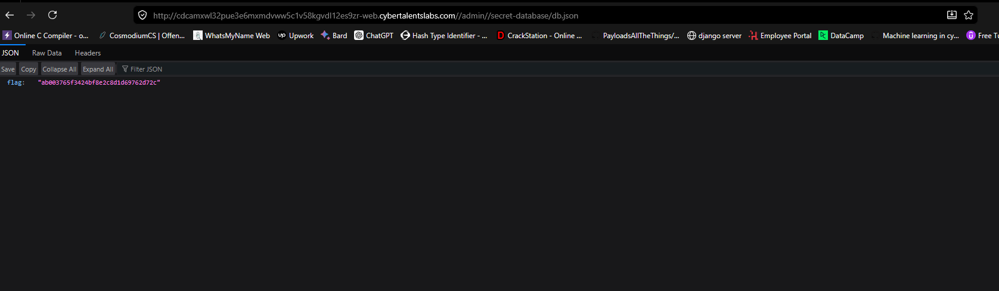 http://cdcamxwl32pue3e6mxmdvww5c1v58kgvdl12es9zr-web.cybertalentslabs.com//admin//secret-database/db.json
Online C Compiler - o... CosmodiumCS | Offen... WhatsMyName Web Upwork Bard ChatGPT Hash Type Identifier - ... CrackStation - Online ... PayloadsAllTheThings/... django server Employee Portal DataCamp Machine learning in cy... Free Tu
JSON Raw Data Headers
Save Copy Collapse All Expand All Filter JSON
flag: "ab003765f3424bf8e2c8d1d69762d72c"